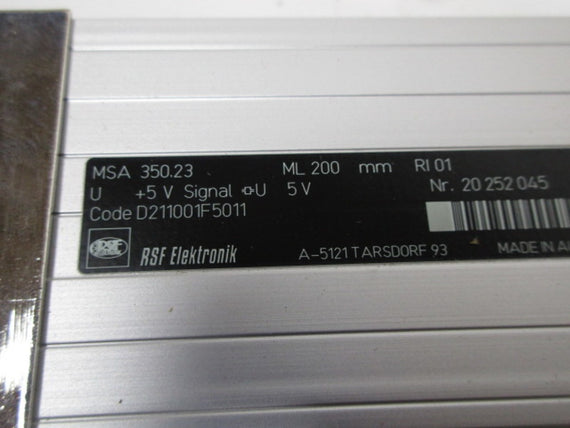 MSA 350.23 ML 200 mm RI 01
U +5 V Signal U 5 V Nr. 20 252 045
Code D211001F5011
RSF RSF Elektronik A-5121 TARSDORF 93 MADE IN